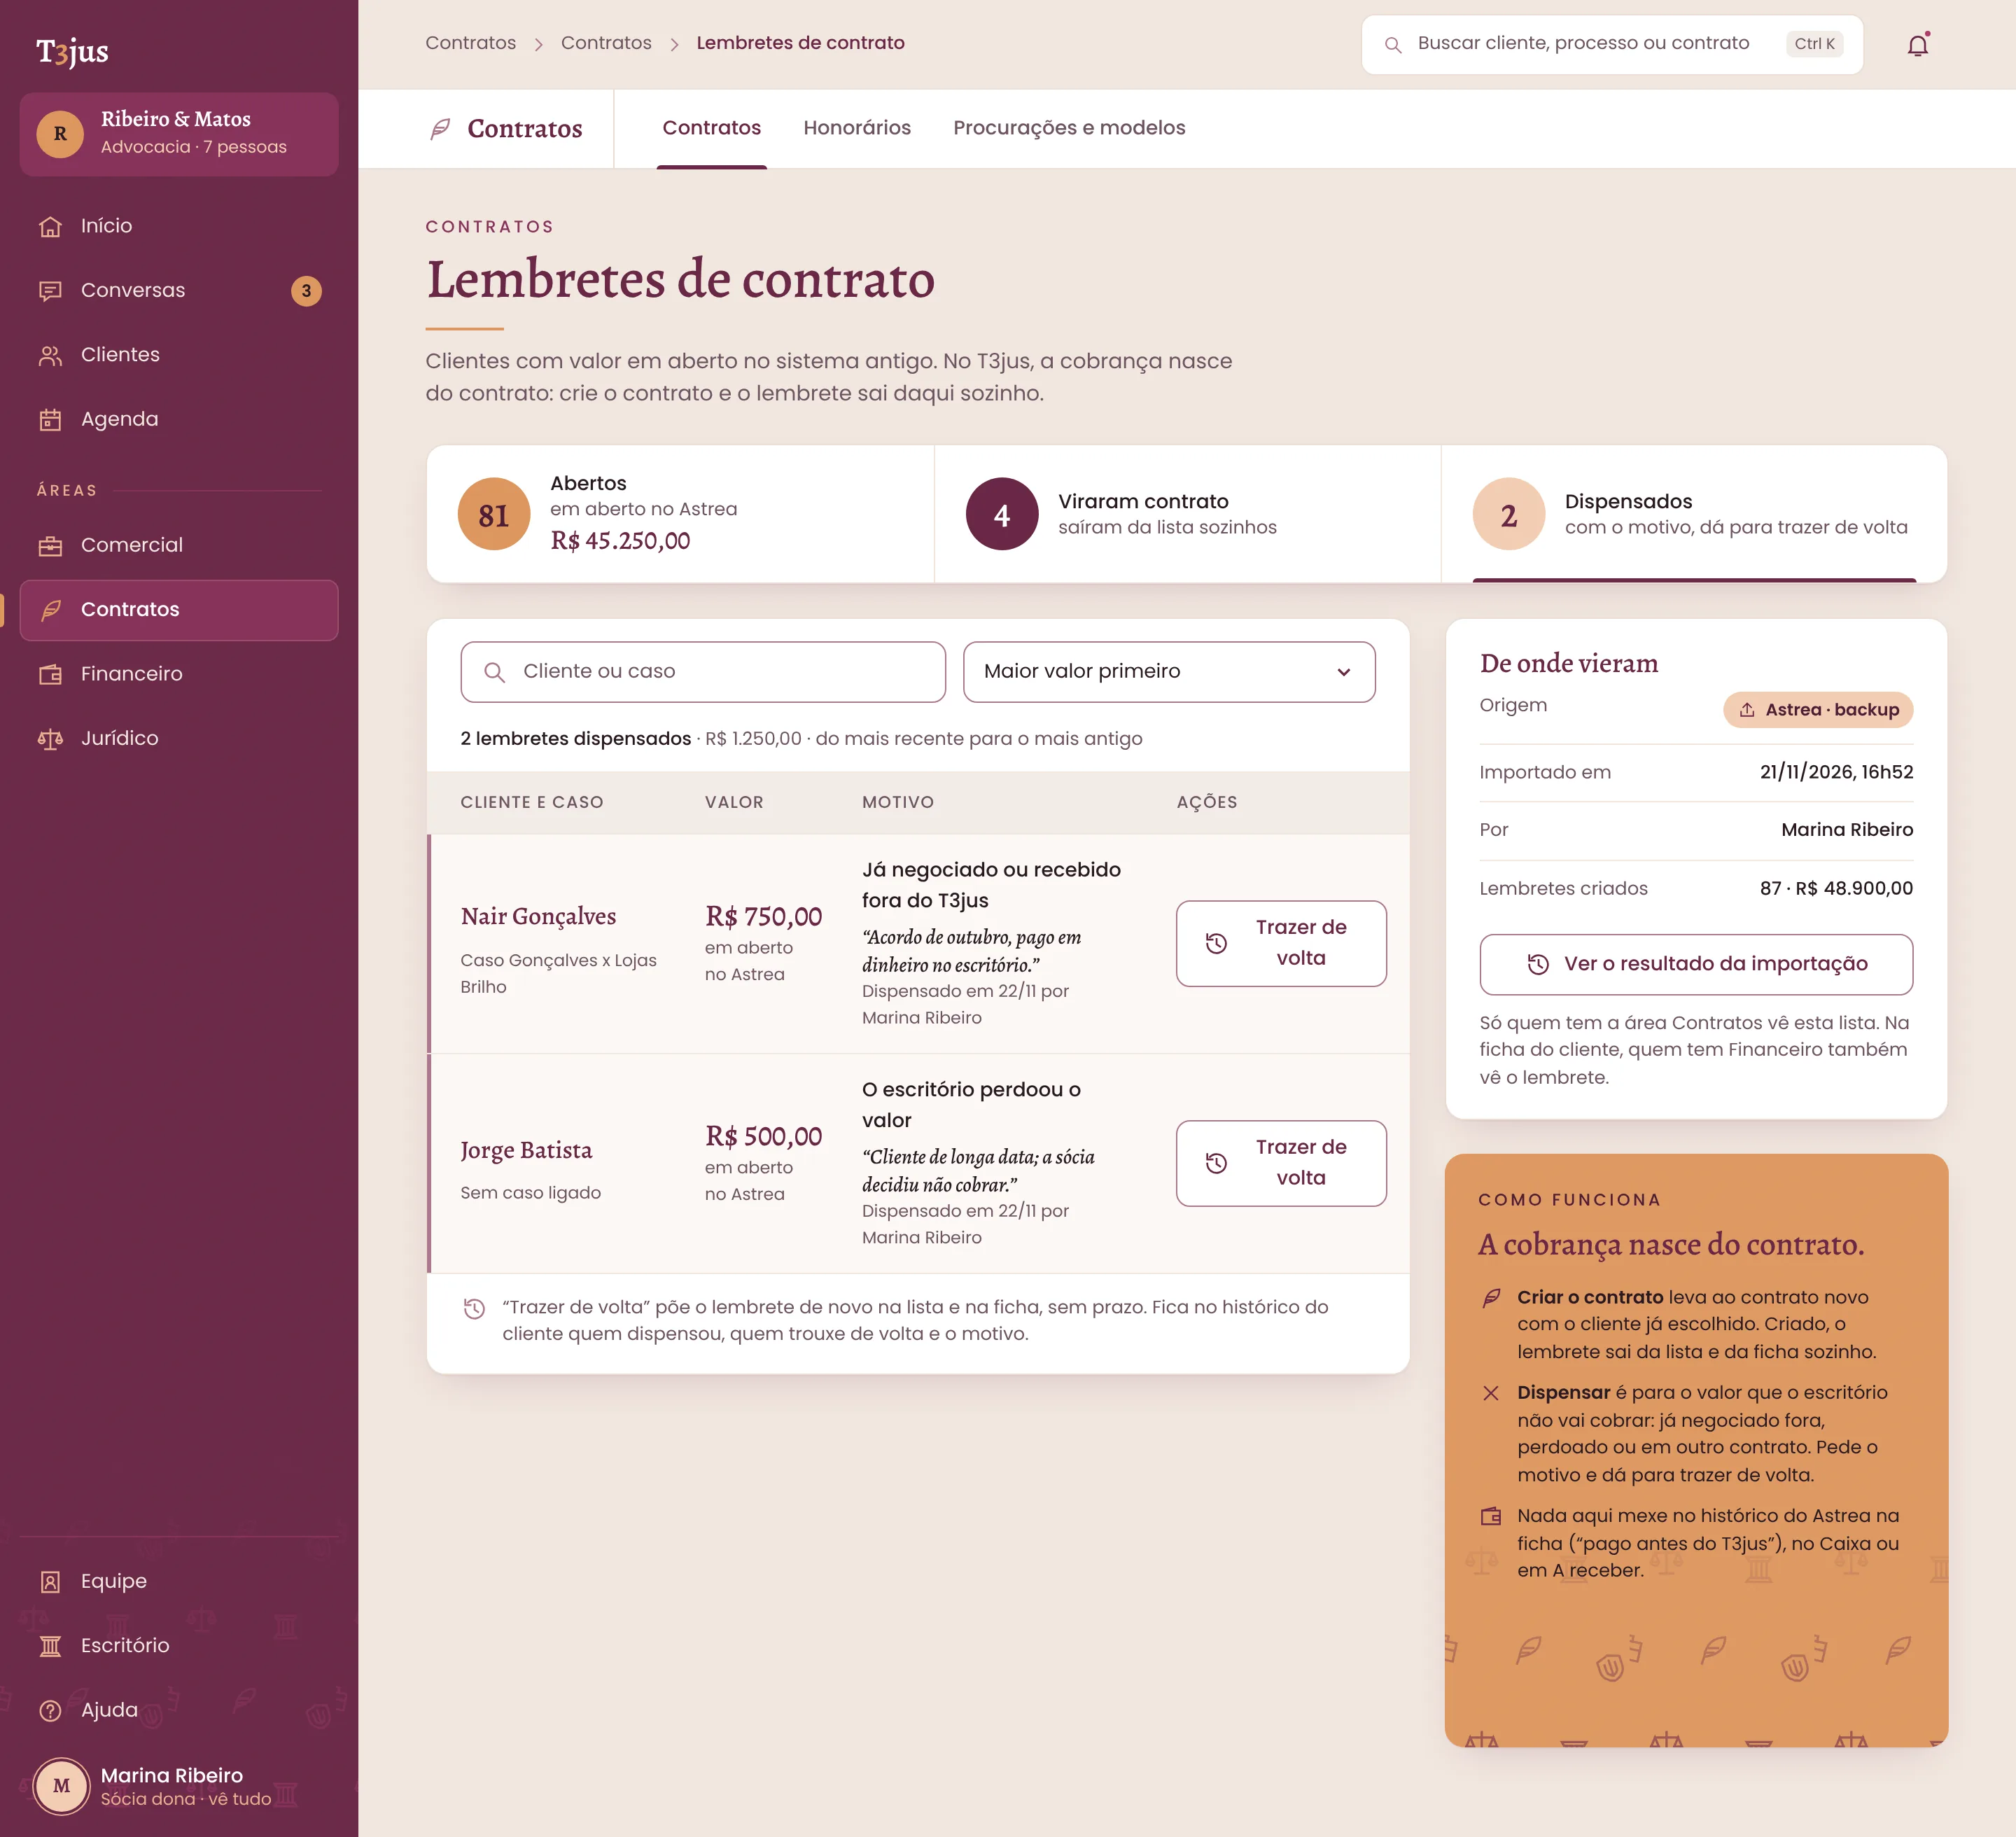 T3jus
R
Ribeiro & Matos
Advocacia · 7 pessoas
Início
Conversas
3
Clientes
Agenda
ÁREAS
Comercial
Contratos
Financeiro
Jurídico
Equipe
Escritório
Ajuda
M
Marina Ribeiro
Sócia dona · vê tudo
Contratos
Contratos
Lembretes de contrato
Buscar cliente, processo ou contrato
Ctrl K
Contratos
Contratos
Honorários
Procurações e modelos
CONTRATOS
Lembretes de contrato
Clientes com valor em aberto no sistema antigo. No T3jus, a cobrança nasce
do contrato: crie o contrato e o lembrete sai daqui sozinho.
81
Abertos
em aberto no Astrea
R$ 45.250,00
4
Viraram contrato
saíram da lista sozinhos
2
Dispensados
com o motivo, dá para trazer de volta
Cliente ou caso
Maior valor primeiro
2 lembretes dispensados · R$ 1.250,00 · do mais recente para o mais antigo
CLIENTE E CASO
VALOR
MOTIVO
AÇÕES
Nair Gonçalves
Caso Gonçalves x Lojas
Brilho
R$ 750,00
em aberto
no Astrea
Já negociado ou recebido
fora do T3jus
“Acordo de outubro, pago em
dinheiro no escritório.”
Dispensado em 22/11 por
Marina Ribeiro
Trazer de
volta
Jorge Batista
Sem caso ligado
R$ 500,00
em aberto
no Astrea
O escritório perdoou o
valor
“Cliente de longa data; a sócia
decidiu não cobrar.”
Dispensado em 22/11 por
Marina Ribeiro
Trazer de
volta
“Trazer de volta” põe o lembrete de novo na lista e na ficha, sem prazo. Fica no histórico do
cliente quem dispensou, quem trouxe de volta e o motivo.
De onde vieram
Origem
Astrea · backup
Importado em
21/11/2026, 16h52
Por
Marina Ribeiro
Lembretes criados
87 · R$ 48.900,00
Ver o resultado da importação
Só quem tem a área Contratos vê esta lista. Na
ficha do cliente, quem tem Financeiro também
vê o lembrete.
COMO FUNCIONA
A cobrança nasce do contrato.
Criar o contrato leva ao contrato novo
com o cliente já escolhido. Criado, o
lembrete sai da lista e da ficha sozinho.
Dispensar é para o valor que o escritório
não vai cobrar: já negociado fora,
perdoado ou em outro contrato. Pede o
motivo e dá para trazer de volta.
Nada aqui mexe no histórico do Astrea na
ficha (“pago antes do T3jus”), no Caixa ou
em A receber.